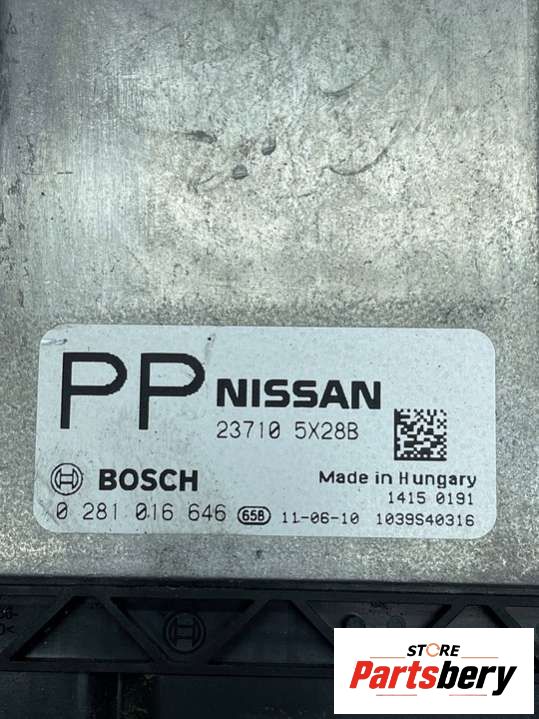 PP NISSAN
23710 5X28B
BOSCH
Made in Hungary
1415 0191
0 281 016 646 658 11-06-10 1039S40316
STORE
Partsbery